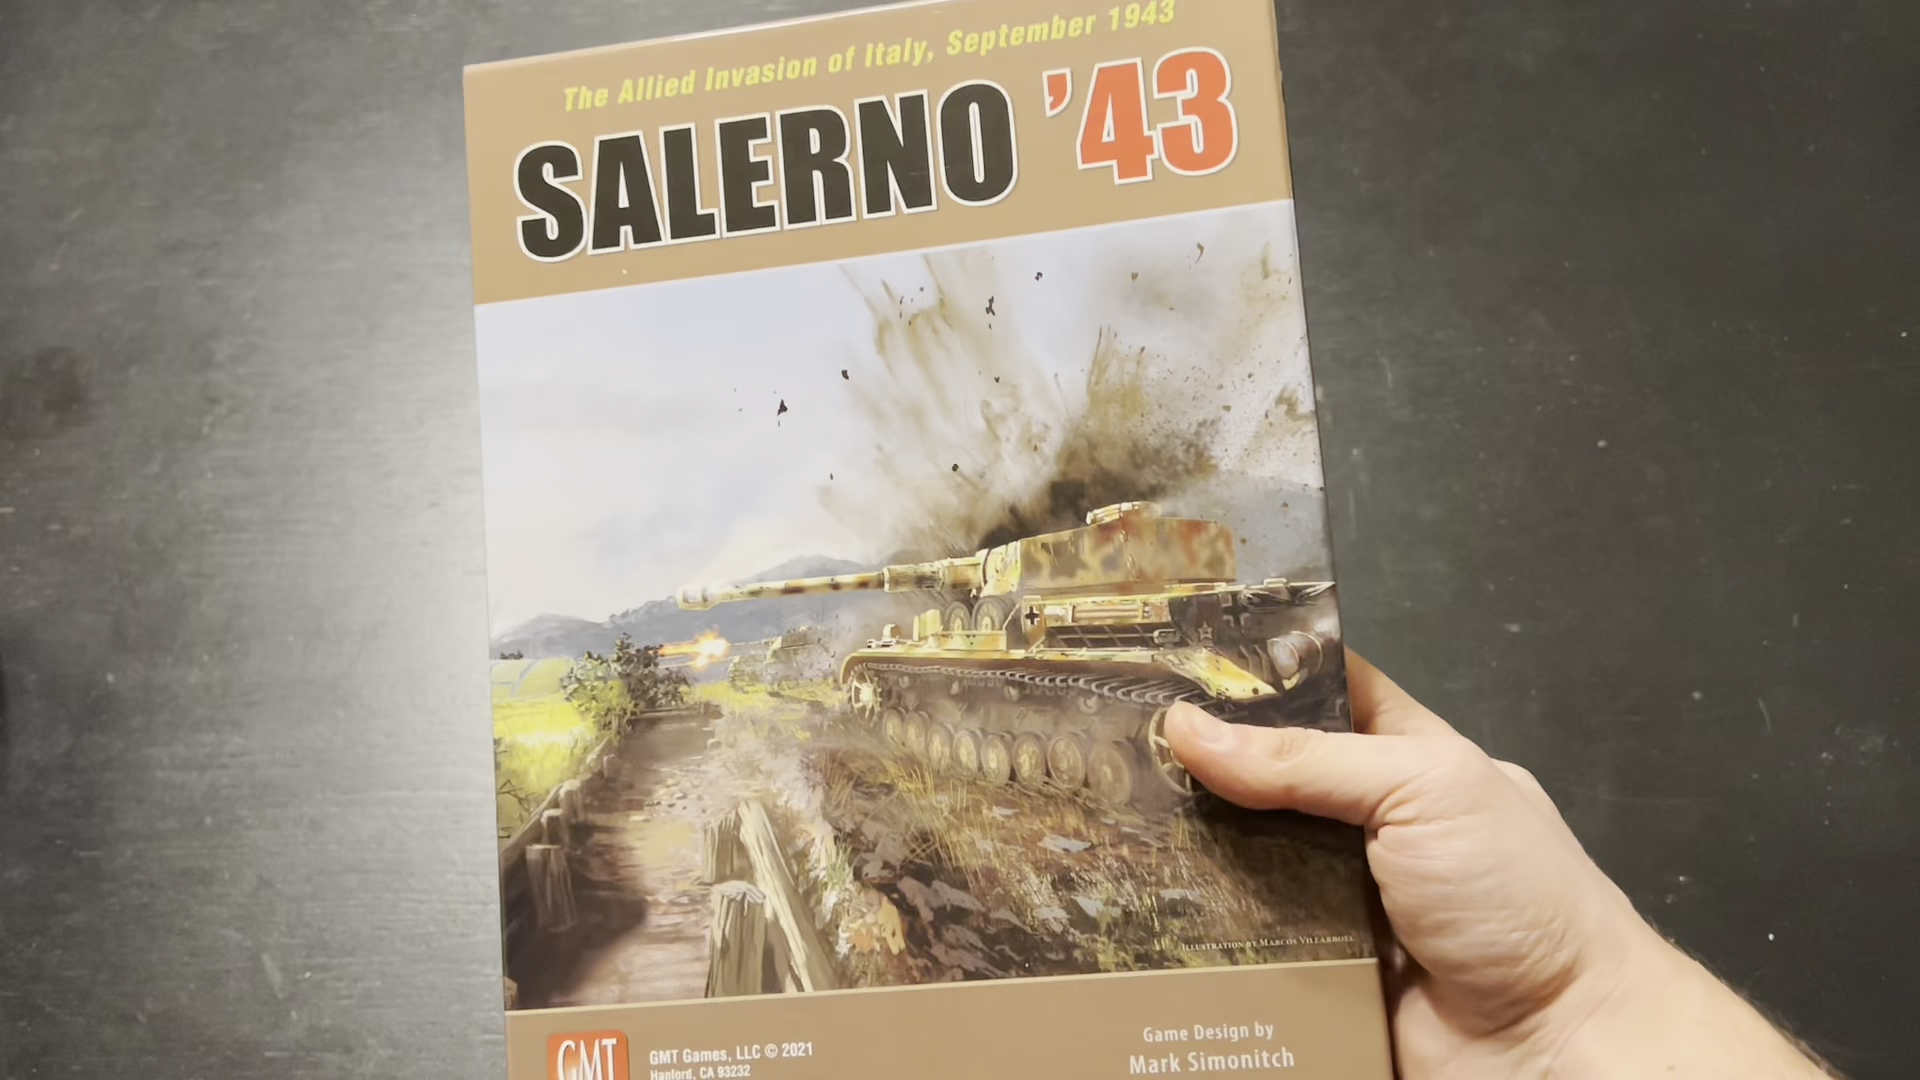 The Allied Invasion of Italy, September 1943
SALERNO '43
ILLUSTRATION BY MARCOS VILLARROEL
GMT
GMT Games, LLC © 2021
Hanford, CA 93232
Game Design by
Mark Simonitch